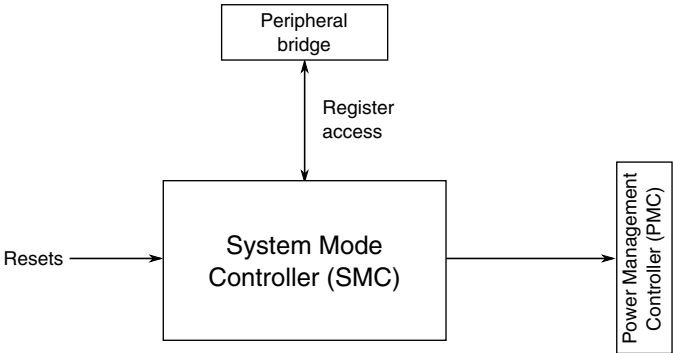 Peripheral
bridge
Register
access
Resets
System Mode
Controller (SMC)
Power Management
Controller (PMC)